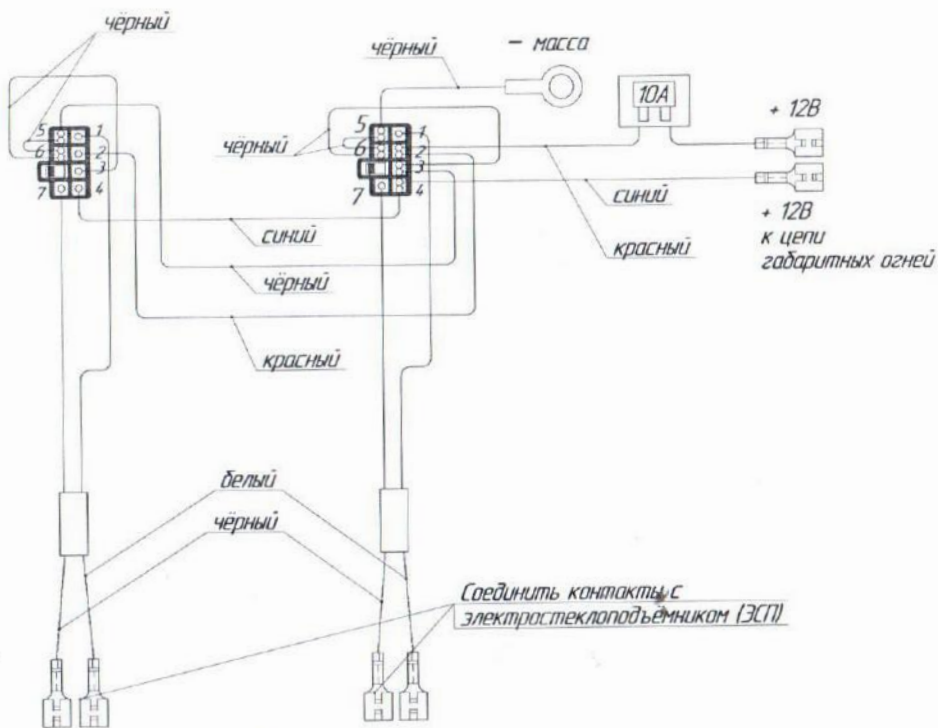 чёрный
чёрный
- масса
10А
+ 12В
5
1
6
2
3
7
4
чёрный
5
1
6
2
3
7
4
синий
+ 12В
к цепи
габаритных огней
синий
красный
чёрный
красный
белый
чёрный
Соединить контакты с
электростеклоподъемником (ЭСП)